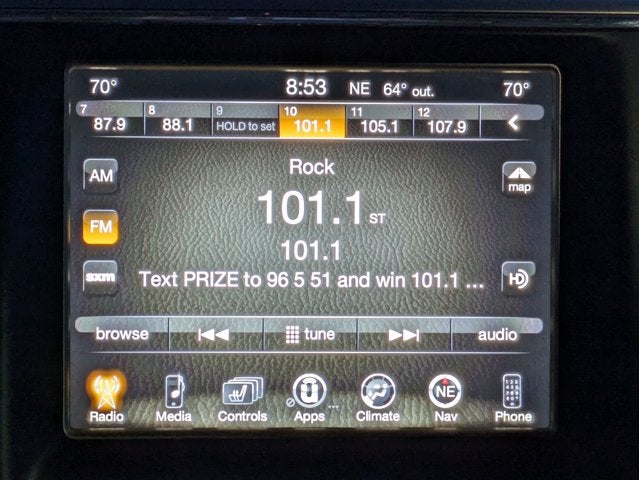 70° 8:53 NE 64° out. 70°
7 8 9 10 11 12
87.9 88.1 HOLD to set 101.1 105.1 107.9
Rock
AM
map
101.1 ST
FM
101.1
Text PRIZE to 96 5 51 and win 101.1 ...
sxm
HD
browse tune audio
NE
Radio Media Controls Apps Climate Nav Phone